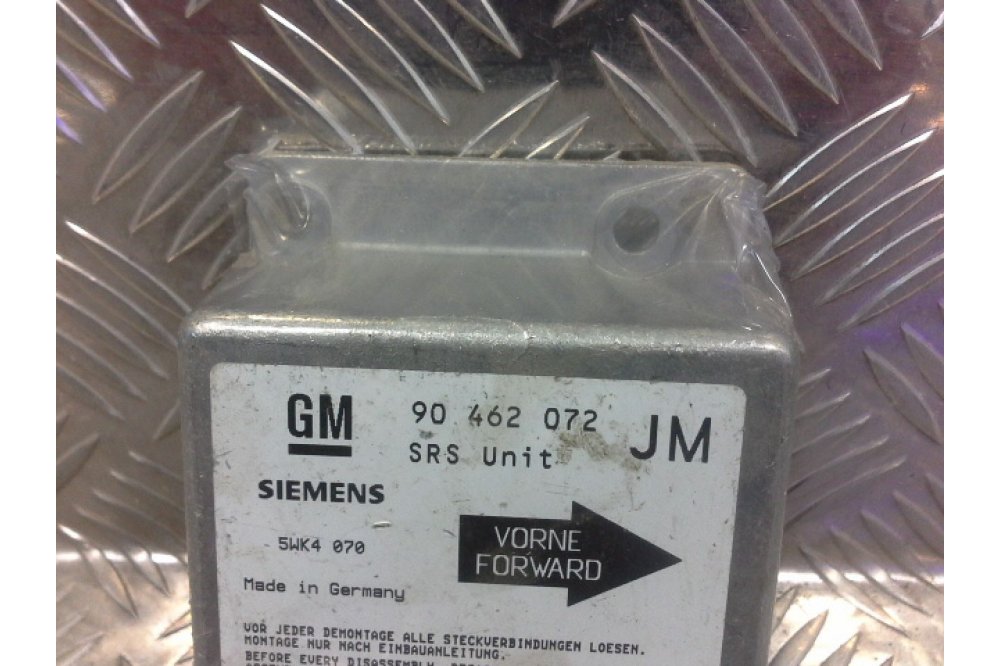 GM 90 462 072 JM
SRS Unit
SIEMENS
5WK4 070
VORNE
FORWARD
Made in Germany
VOR JEDER DEMONTAGE ALLE STECKVERBINDUNGEN LOESEN.
MONTAGE NUR NACH EINBAUANLEITUNG.
BEFORE EVERY DISASSEMBLY,